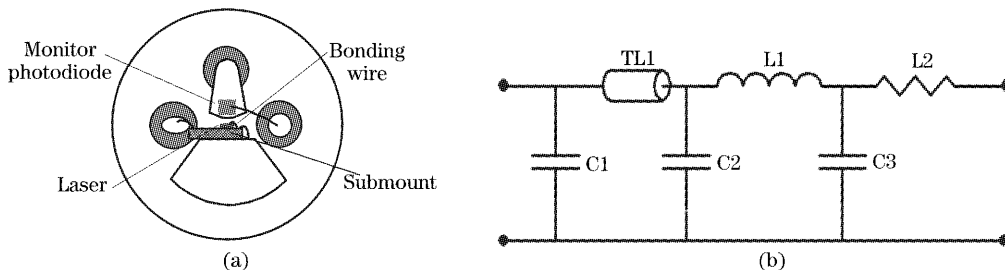 Monitor
photodiode
Bonding
wire
Laser
Submount
(a)
TL1
L1
L2
C1
C2
C3
(b)